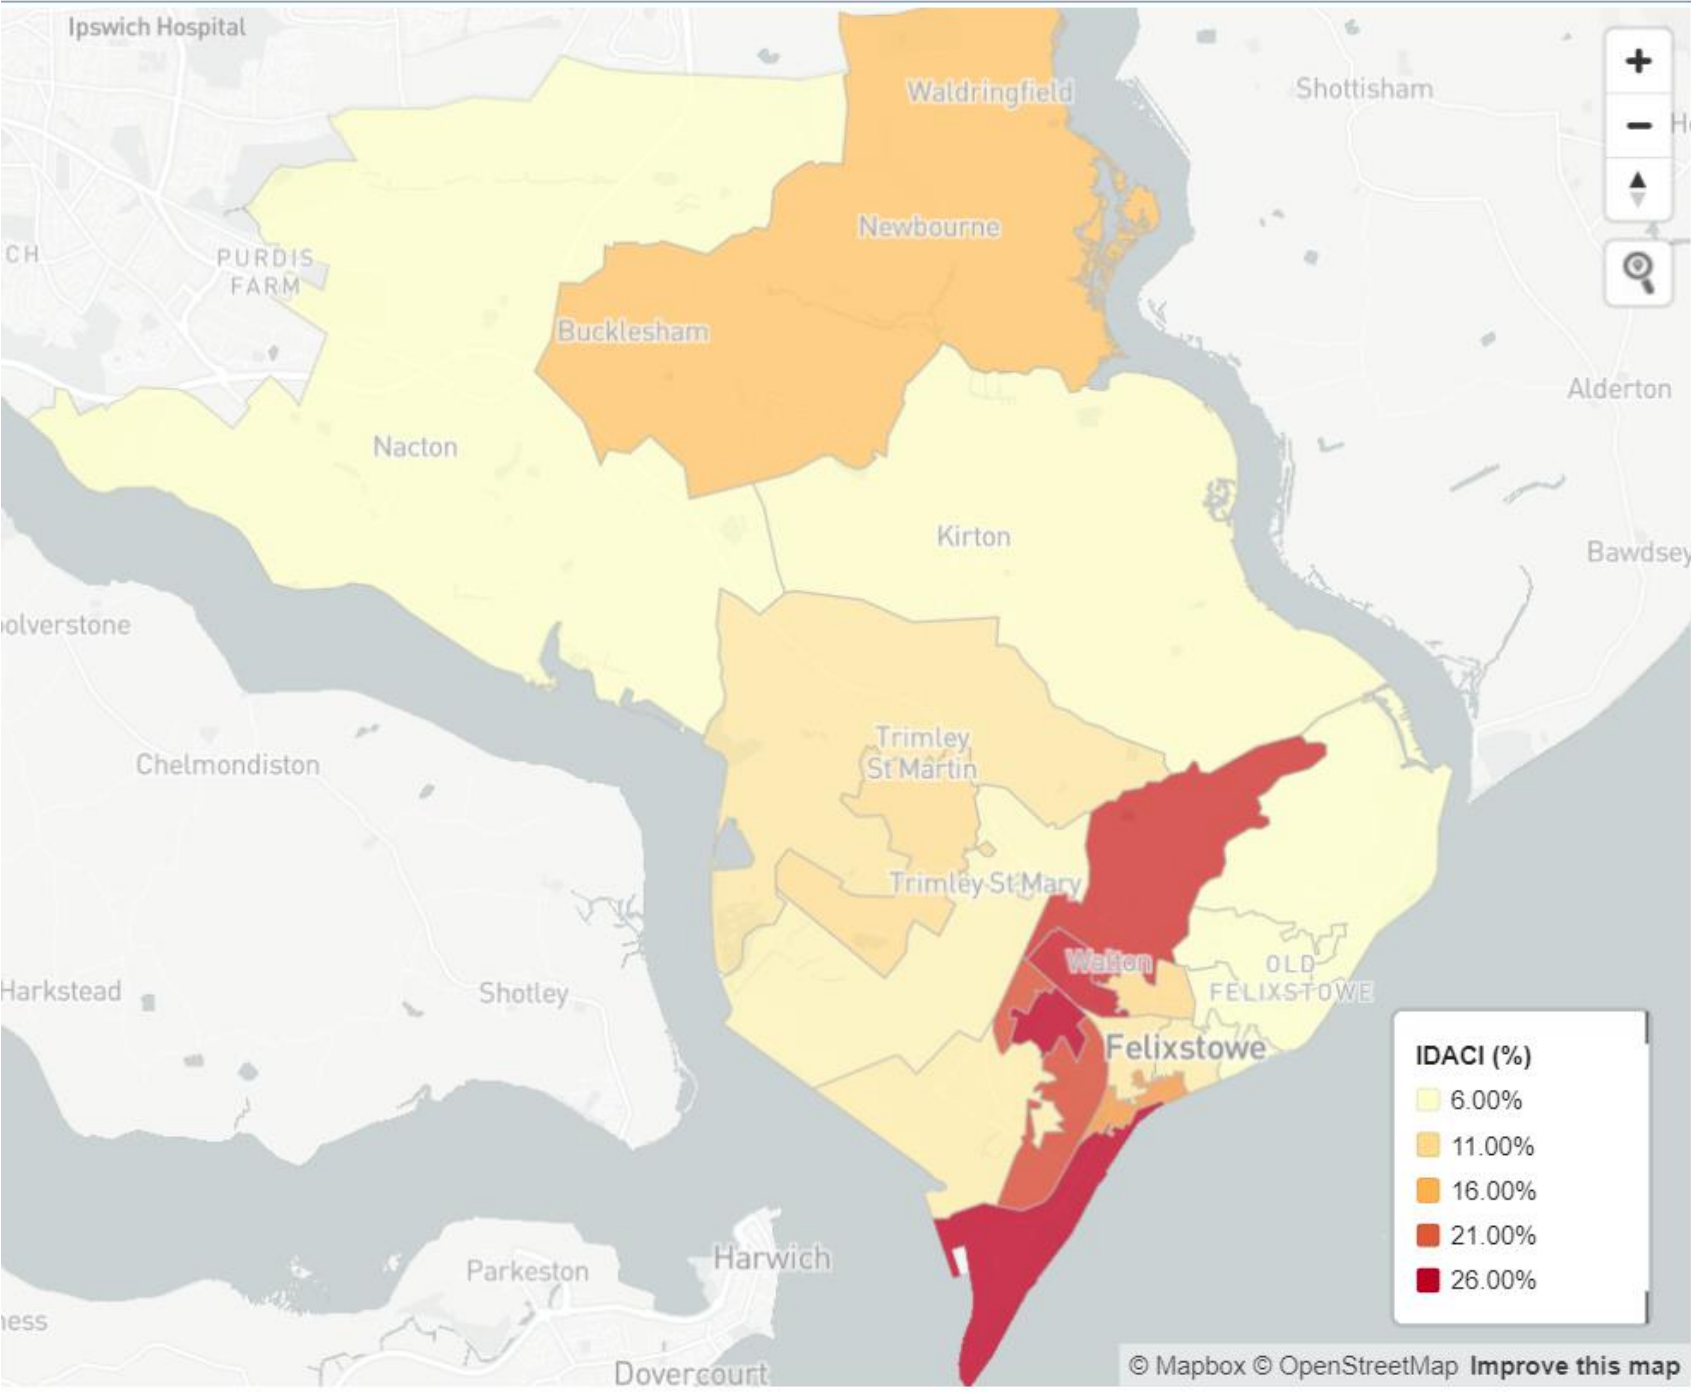 Ipswich Hospital
Waldringfield
Shottisham
+
−
Newbourne
CH
PURDIS
FARM
Bucklesham
Alderton
Nacton
Kirton
Bawdsey
olverstone
Trimley
St Martin
Chelmondiston
Trimley St Mary
Walton
OLD
FELIXSTOWE
Harkstead
Shotley
Felixstowe
IDACI (%)
6.00%
11.00%
16.00%
21.00%
26.00%
Harwich
Parkeston
ness
Dovercourt
© Mapbox © OpenStreetMap Improve this map